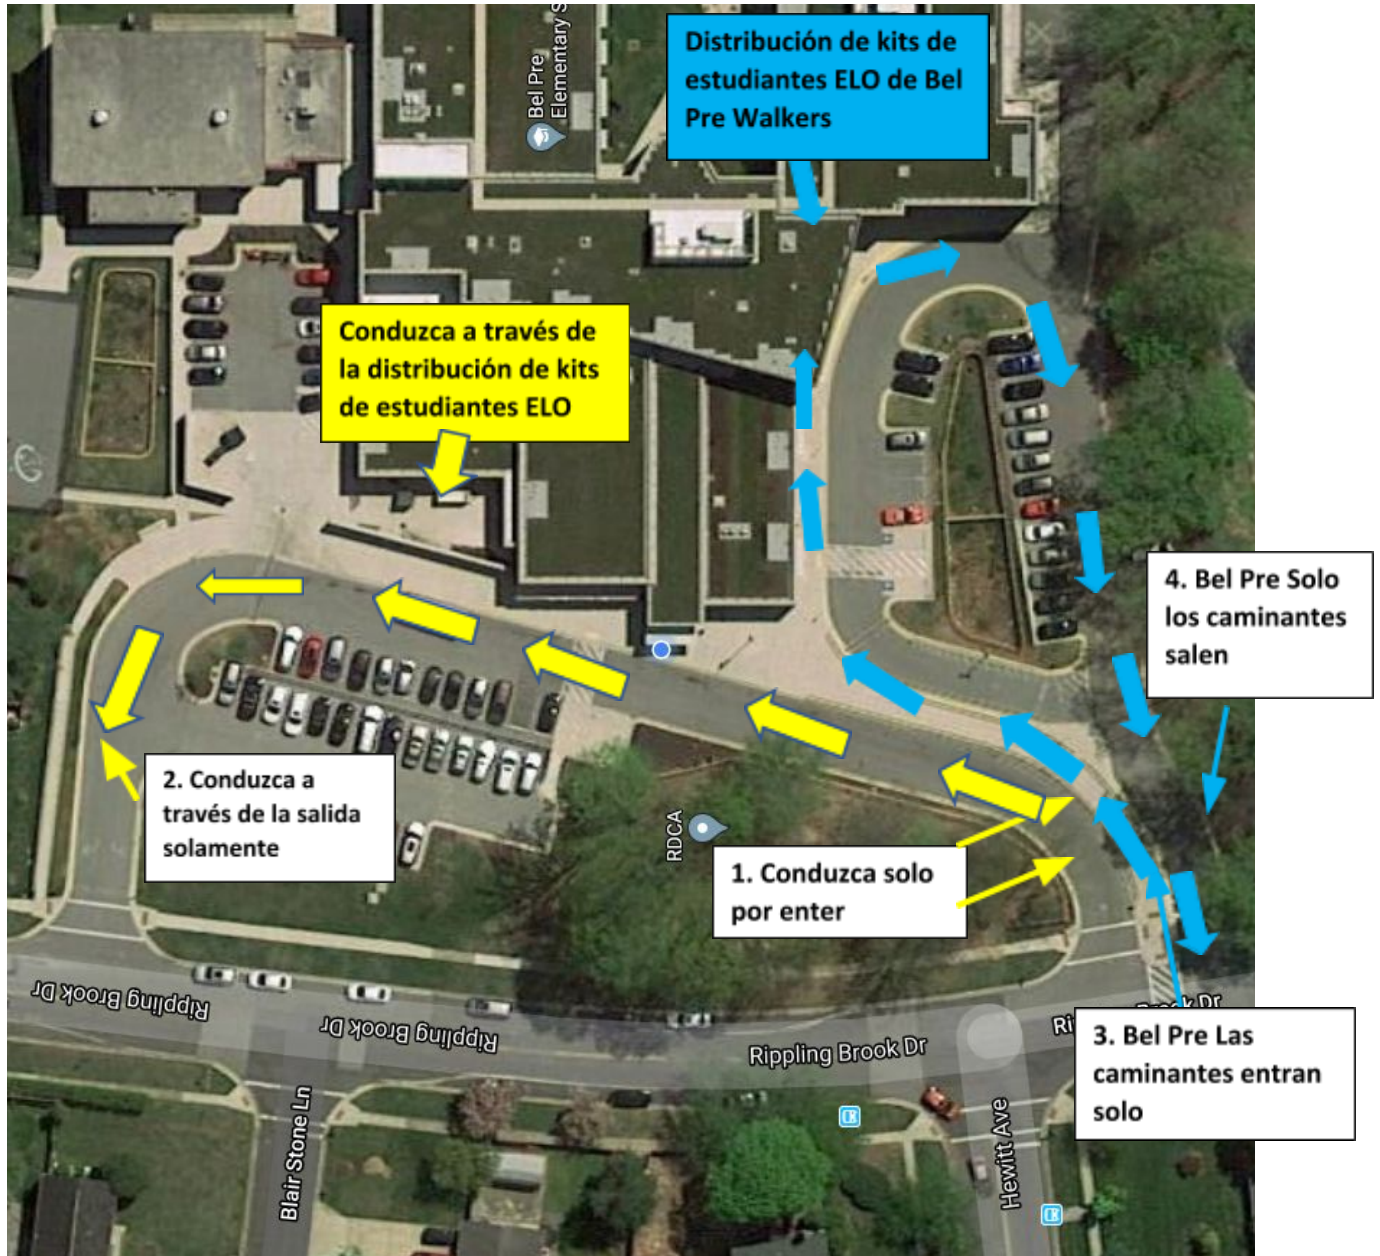 Bel Pre
Elementary S
Distribución de kits de
estudiantes ELO de Bel
Pre Walkers
Conduzca a través de
la distribución de kits
de estudiantes ELO
4. Bel Pre Solo
los caminantes
salen
2. Conduzca a
través de la salida
solamente
RDCA
1. Conduzca solo
por enter
Rippling Brook Dr
Rippling Brook Dr
Rippling Brook Dr
Ri Brook Dr
3. Bel Pre Las
caminantes entran
solo
Blair Stone Ln
Hewitt Ave